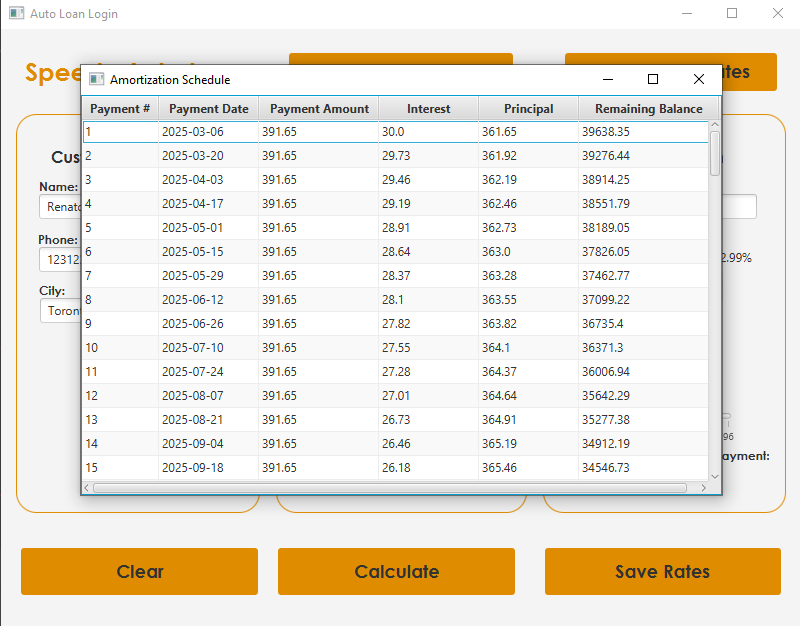 Auto Loan Login
Amortization Schedule
Payment # Payment Date Payment Amount Interest Principal Remaining Balance
1 2025-03-06 391.65 30.0 361.65 39638.35
2 2025-03-20 391.65 29.73 361.92 39276.44
3 2025-04-03 391.65 29.46 362.19 38914.25
4 2025-04-17 391.65 29.19 362.46 38551.79
5 2025-05-01 391.65 28.91 362.73 38189.05
6 2025-05-15 391.65 28.64 363.0 37826.05
7 2025-05-29 391.65 28.37 363.28 37462.77
8 2025-06-12 391.65 28.1 363.55 37099.22
9 2025-06-26 391.65 27.82 363.82 36735.4
10 2025-07-10 391.65 27.55 364.1 36371.3
11 2025-07-24 391.65 27.28 364.37 36006.94
12 2025-08-07 391.65 27.01 364.64 35642.29
13 2025-08-21 391.65 26.73 364.91 35277.38
14 2025-09-04 391.65 26.46 365.19 34912.19
15 2025-09-18 391.65 26.18 365.46 34546.73
Name:
Phone:
City:
Clear Calculate Save Rates